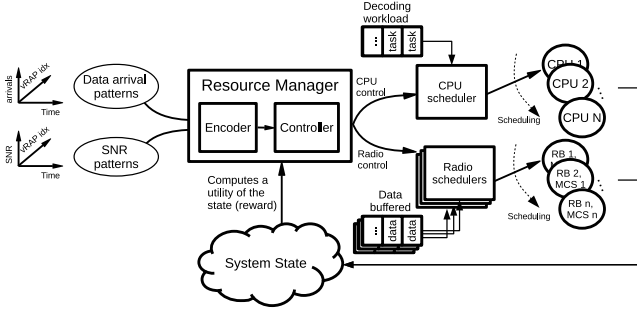 arrivals
vRAP idx
Time
Data arrival
patterns
SNR
vRAP idx
Time
SNR
patterns
Resource Manager
Encoder
Controller
Computes a
utility of the
state (reward)
System State
CPU
control
Radio
control
Decoding
workload
...
task
task
CPU
scheduler
Radio
schedulers
Data
buffered
...
data
data
Scheduling
CPU 1
CPU 2
...
CPU N
Scheduling
RB 1,
RB 2,
MCS 1
...
RB n,
MCS n